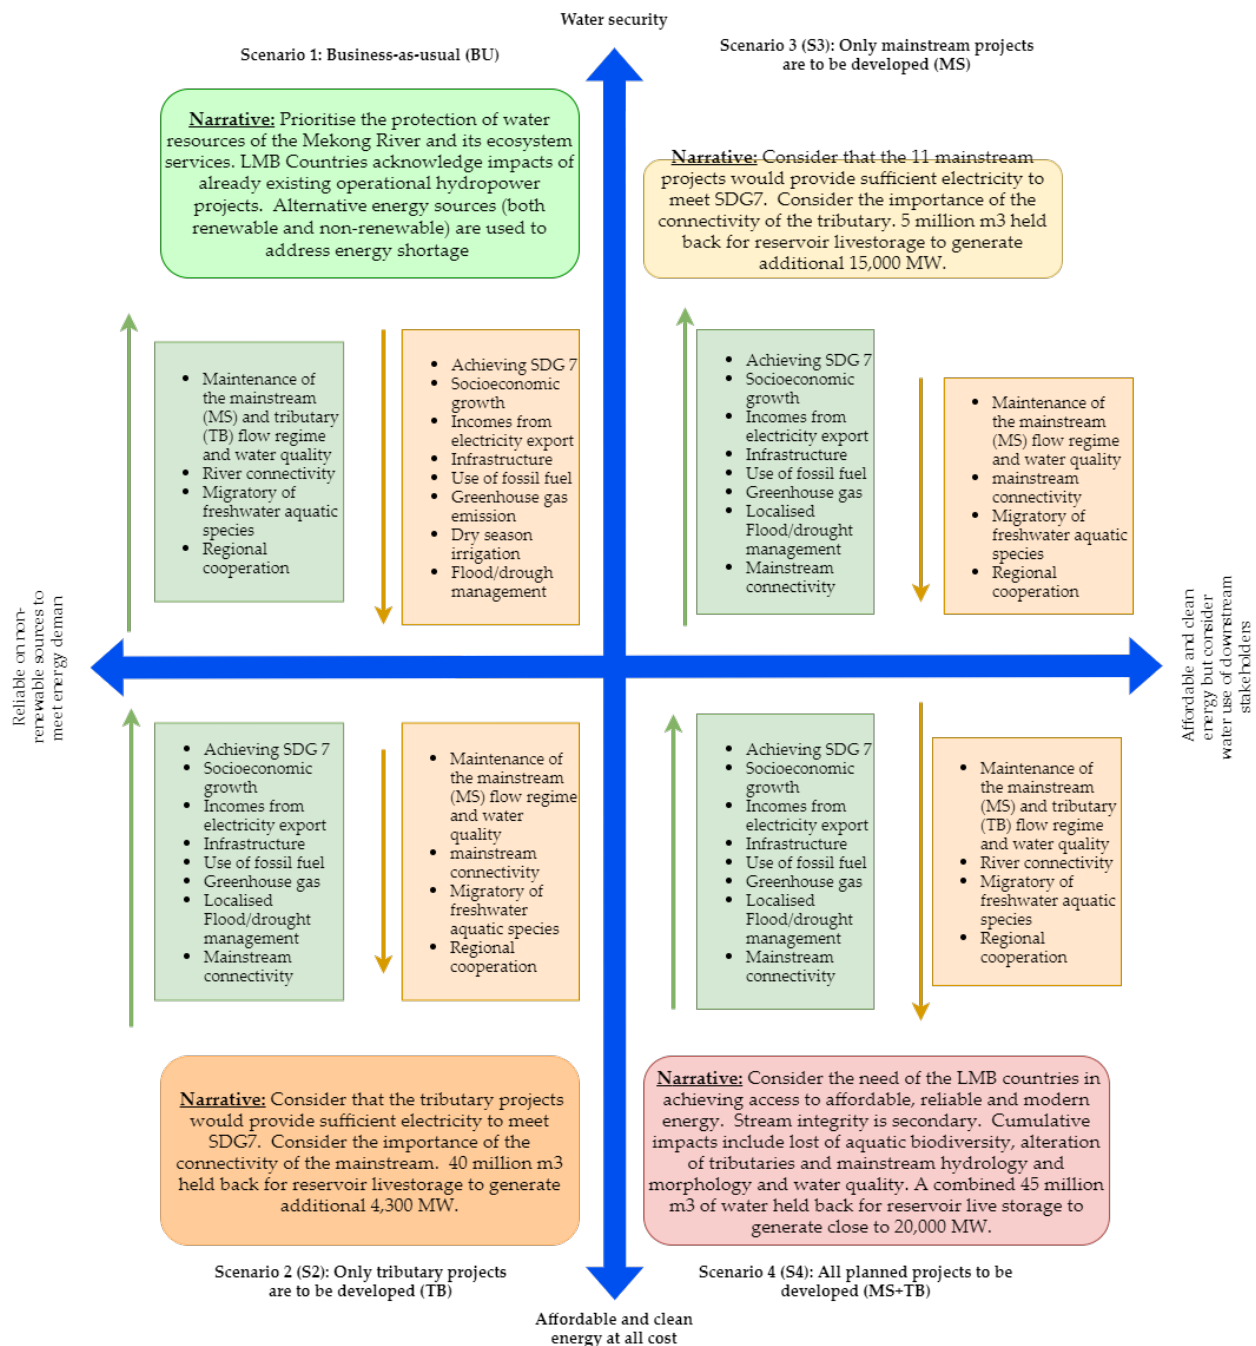 Water security
Scenario 1: Business-as-usual (BU)
Narrative: Prioritise the protection of water
resources of the Mekong River and its ecosystem
services. LMB Countries acknowledge impacts of
already existing operational hydropower
projects.  Alternative energy sources (both
renewable and non-renewable) are used to
address energy shortage
Scenario 3 (S3): Only mainstream projects
are to be developed (MS)
Narrative: Consider that the 11 mainstream
projects would provide sufficient electricity to
meet SDG7.  Consider the importance of the
connectivity of the tributary. 5 million m3 held
back for reservoir livestorage to generate
additional 15,000 MW.
• Maintenance of
the mainstream
(MS) and tributary
(TB) flow regime
and water quality
• River connectivity
• Migratory of
freshwater aquatic
species
• Regional
cooperation
• Achieving SDG 7
• Socioeconomic
growth
• Incomes from
electricity export
• Infrastructure
• Use of fossil fuel
• Greenhouse gas
emission
• Dry season
irrigation
• Flood/drough
management
• Achieving SDG 7
• Socioeconomic
growth
• Incomes from
electricity export
• Infrastructure
• Use of fossil fuel
• Greenhouse gas
• Localised
Flood/drought
management
• Mainstream
connectivity
• Maintenance of
the mainstream
(MS) flow regime
and water quality
• mainstream
connectivity
• Migratory of
freshwater aquatic
species
• Regional
cooperation
Reliable on non-
renewable sources to
meet energy deman
Affordable and clean
energy but consider
water use of downstream
stakeholders
• Achieving SDG 7
• Socioeconomic
growth
• Incomes from
electricity export
• Infrastructure
• Use of fossil fuel
• Greenhouse gas
• Localised
Flood/drought
management
• Mainstream
connectivity
• Maintenance of
the mainstream
(MS) flow regime
and water
quality
• mainstream
connectivity
• Migratory of
freshwater
aquatic species
• Regional
cooperation
• Achieving SDG 7
• Socioeconomic
growth
• Incomes from
electricity export
• Infrastructure
• Use of fossil fuel
• Greenhouse gas
• Localised
Flood/drought
management
• Mainstream
connectivity
• Maintenance of
the mainstream
(MS) and tributary
(TB) flow regime
and water quality
• River connectivity
• Migratory of
freshwater aquatic
species
• Regional
cooperation
Narrative: Consider that the tributary projects
would provide sufficient electricity to meet
SDG7.  Consider the importance of the
connectivity of the mainstream.  40 million m3
held back for reservoir livestorage to generate
additional 4,300 MW.
Scenario 2 (S2): Only tributary projects
are to be developed (TB)
Narrative: Consider the need of the LMB countries in
achieving access to affordable, reliable and modern
energy.  Stream integrity is secondary.  Cumulative
impacts include lost of aquatic biodiversity, alteration
of tributaries and mainstream hydrology and
morphology and water quality. A combined 45 million
m3 of water held back for reservoir live storage to
generate close to 20,000 MW.
Scenario 4 (S4): All planned projects to be
developed (MS+TB)
Affordable and clean
energy at all cost